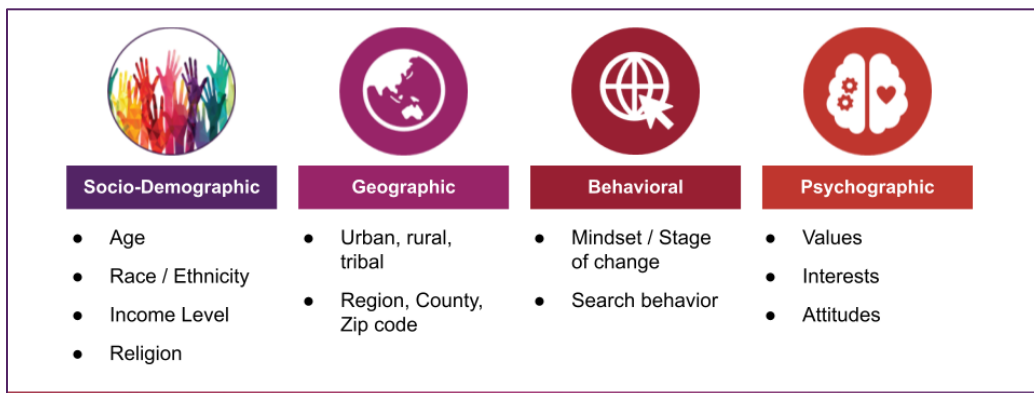 Socio-Demographic
● Age
● Race / Ethnicity
● Income Level
● Religion
Geographic
● Urban, rural,
tribal
● Region, County,
Zip code
Behavioral
● Mindset / Stage
of change
● Search behavior
Psychographic
● Values
● Interests
● Attitudes